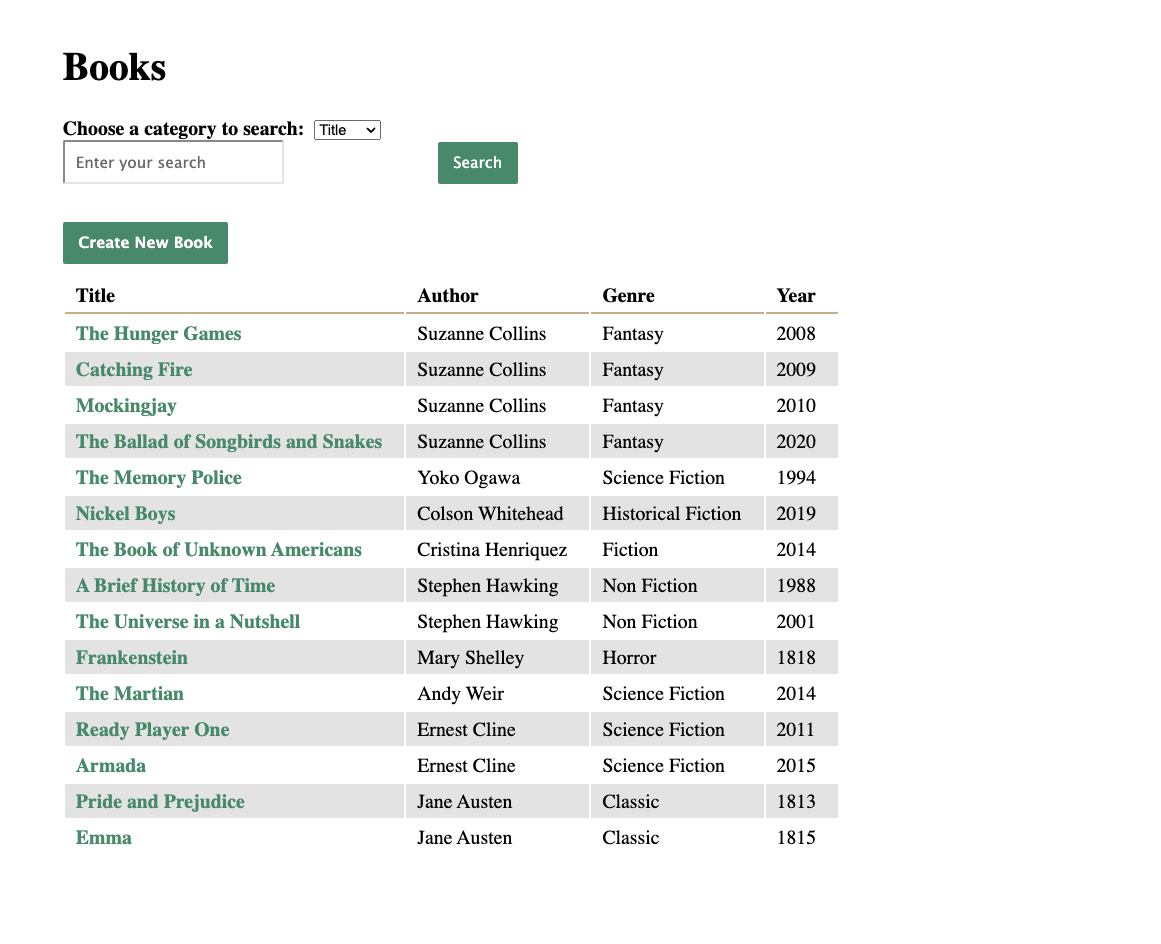 Books
Choose a category to search: Title
Enter your search Search
Create New Book
Title Author Genre Year
The Hunger Games Suzanne Collins Fantasy 2008
Catching Fire Suzanne Collins Fantasy 2009
Mockingjay Suzanne Collins Fantasy 2010
The Ballad of Songbirds and Snakes Suzanne Collins Fantasy 2020
The Memory Police Yoko Ogawa Science Fiction 1994
Nickel Boys Colson Whitehead Historical Fiction 2019
The Book of Unknown Americans Cristina Henriquez Fiction 2014
A Brief History of Time Stephen Hawking Non Fiction 1988
The Universe in a Nutshell Stephen Hawking Non Fiction 2001
Frankenstein Mary Shelley Horror 1818
The Martian Andy Weir Science Fiction 2014
Ready Player One Ernest Cline Science Fiction 2011
Armada Ernest Cline Science Fiction 2015
Pride and Prejudice Jane Austen Classic 1813
Emma Jane Austen Classic 1815